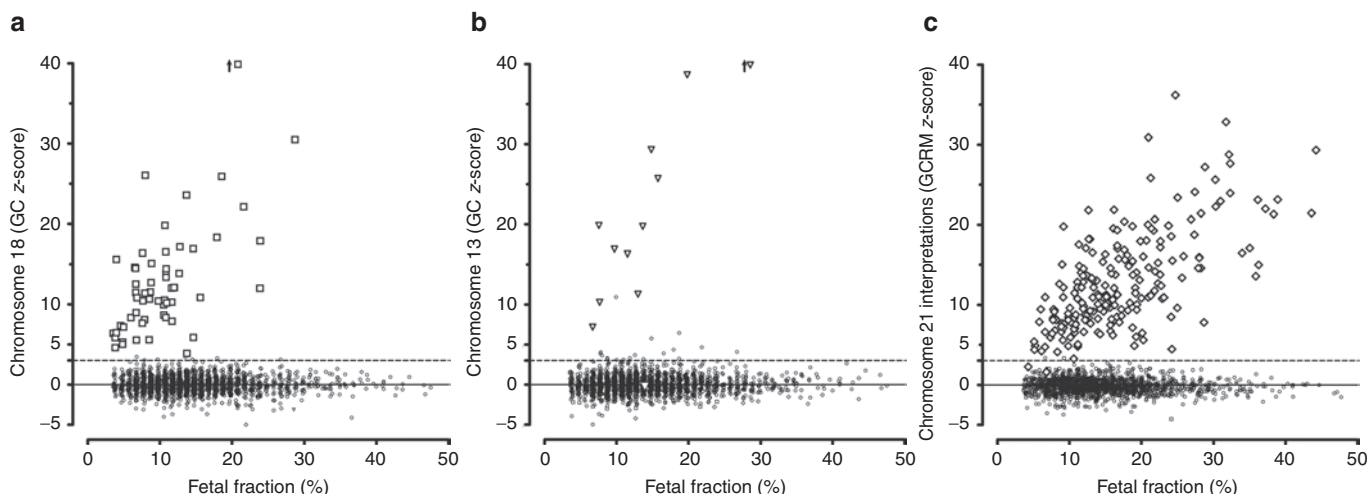 a
Chromosome 18 (GC z-score)
40
30
20
10
5
0
−5
0 10 20 30 40 50
Fetal fraction (%)
b
Chromosome 13 (GC z-score)
40
30
20
10
5
0
−5
0 10 20 30 40 50
Fetal fraction (%)
c
Chromosome 21 interpretations (GCRM z-score)
40
30
20
10
5
0
−5
0 10 20 30 40 50
Fetal fraction (%)